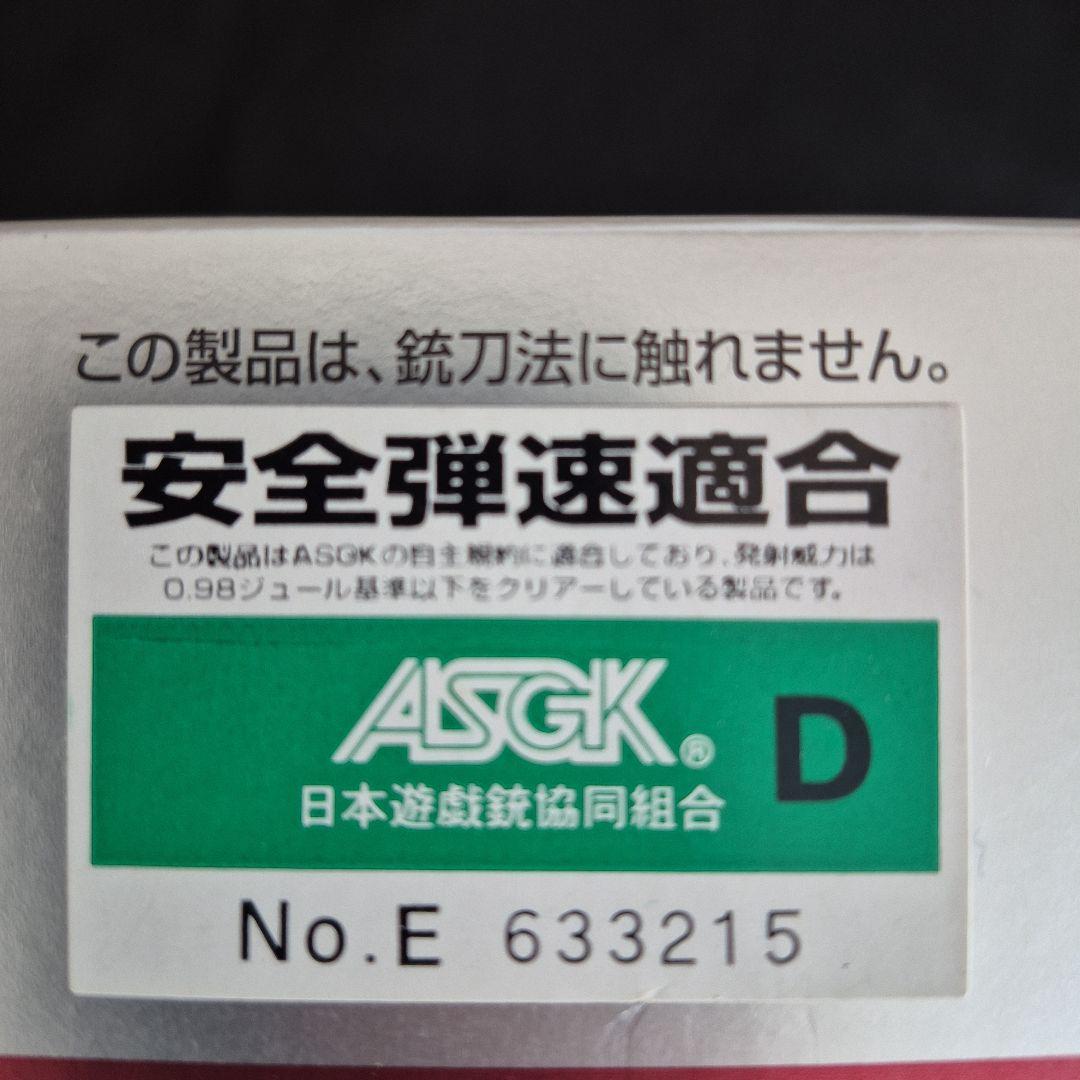 この製品は、銃刀法に触れません。
安全弾速適合
この製品はASGKの自主規約に適合しており、発射威力は
0.98ジュール基準以下をクリアーしている製品です。
ASGK®
D
日本遊戯銃協同組合
No.E 633215